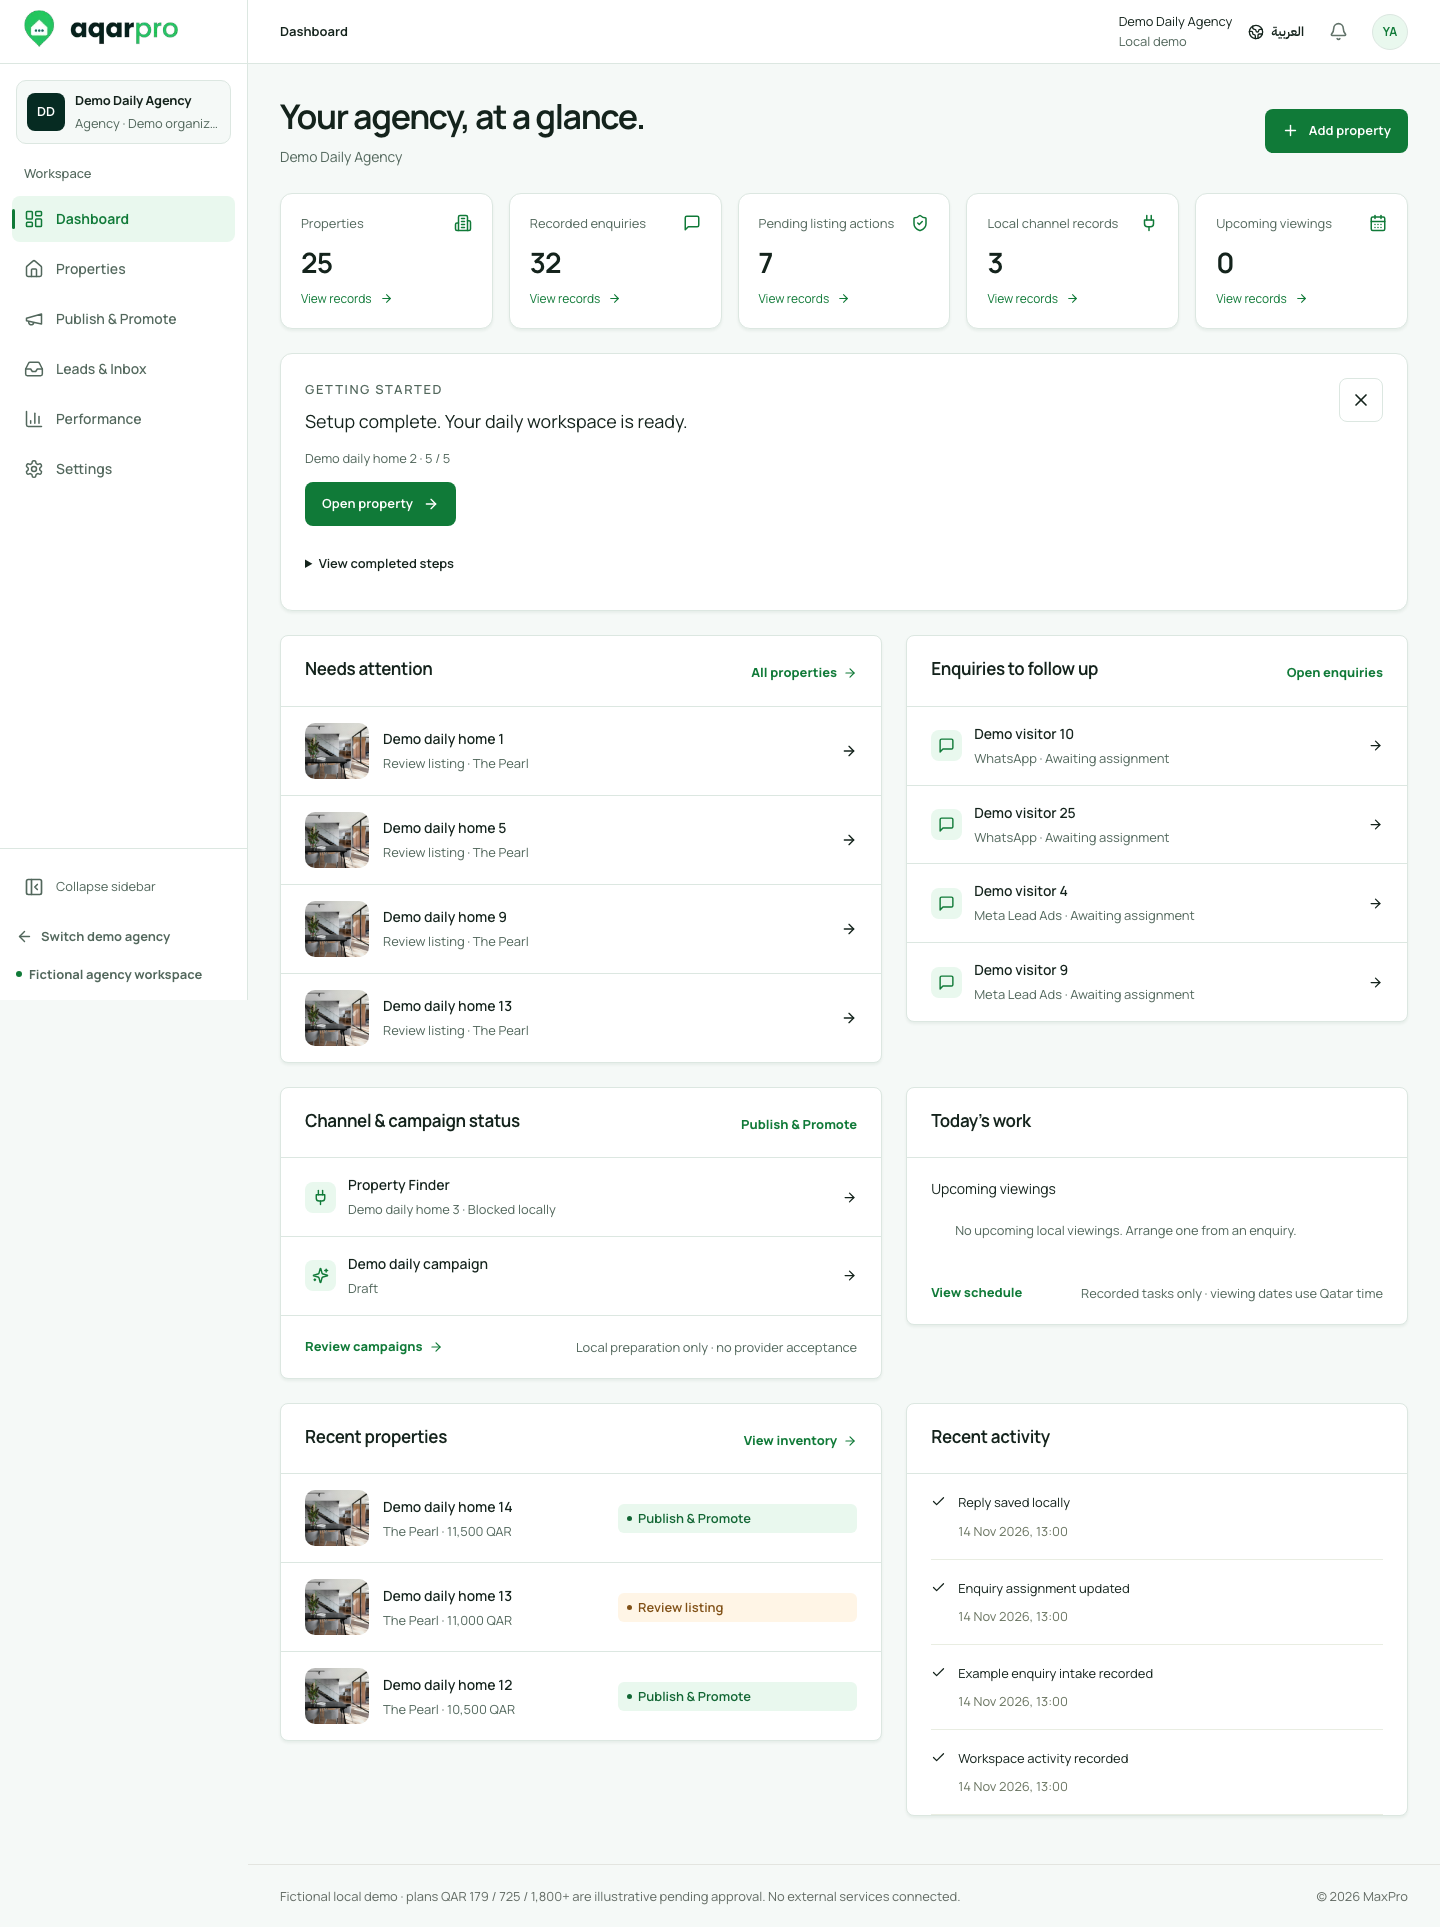 aqarpro
Dashboard
Demo Daily Agency
Local demo
العربية
YA
DD
Demo Daily Agency
Agency · Demo organiz...
Workspace
Dashboard
Properties
Publish & Promote
Leads & Inbox
Performance
Settings
Collapse sidebar
Switch demo agency
Fictional agency workspace
Your agency, at a glance.
Demo Daily Agency
Add property
Properties
25
View records
Recorded enquiries
32
View records
Pending listing actions
7
View records
Local channel records
3
View records
Upcoming viewings
0
View records
GETTING STARTED
Setup complete. Your daily workspace is ready.
Demo daily home 2 · 5 / 5
Open property
View completed steps
Needs attention
All properties
Demo daily home 1
Review listing · The Pearl
Demo daily home 5
Review listing · The Pearl
Demo daily home 9
Review listing · The Pearl
Demo daily home 13
Review listing · The Pearl
Enquiries to follow up
Open enquiries
Demo visitor 10
WhatsApp · Awaiting assignment
Demo visitor 25
WhatsApp · Awaiting assignment
Demo visitor 4
Meta Lead Ads · Awaiting assignment
Demo visitor 9
Meta Lead Ads · Awaiting assignment
Channel & campaign status
Publish & Promote
Property Finder
Demo daily home 3 · Blocked locally
Demo daily campaign
Draft
Review campaigns
Local preparation only · no provider acceptance
Today's work
Upcoming viewings
No upcoming local viewings. Arrange one from an enquiry.
View schedule
Recorded tasks only · viewing dates use Qatar time
Recent properties
View inventory
Demo daily home 14
The Pearl · 11,500 QAR
Publish & Promote
Demo daily home 13
The Pearl · 11,000 QAR
Review listing
Demo daily home 12
The Pearl · 10,500 QAR
Publish & Promote
Recent activity
Reply saved locally
14 Nov 2026, 13:00
Enquiry assignment updated
14 Nov 2026, 13:00
Example enquiry intake recorded
14 Nov 2026, 13:00
Workspace activity recorded
14 Nov 2026, 13:00
Fictional local demo · plans QAR 179 / 725 / 1,800+ are illustrative pending approval. No external services connected.
© 2026 MaxPro